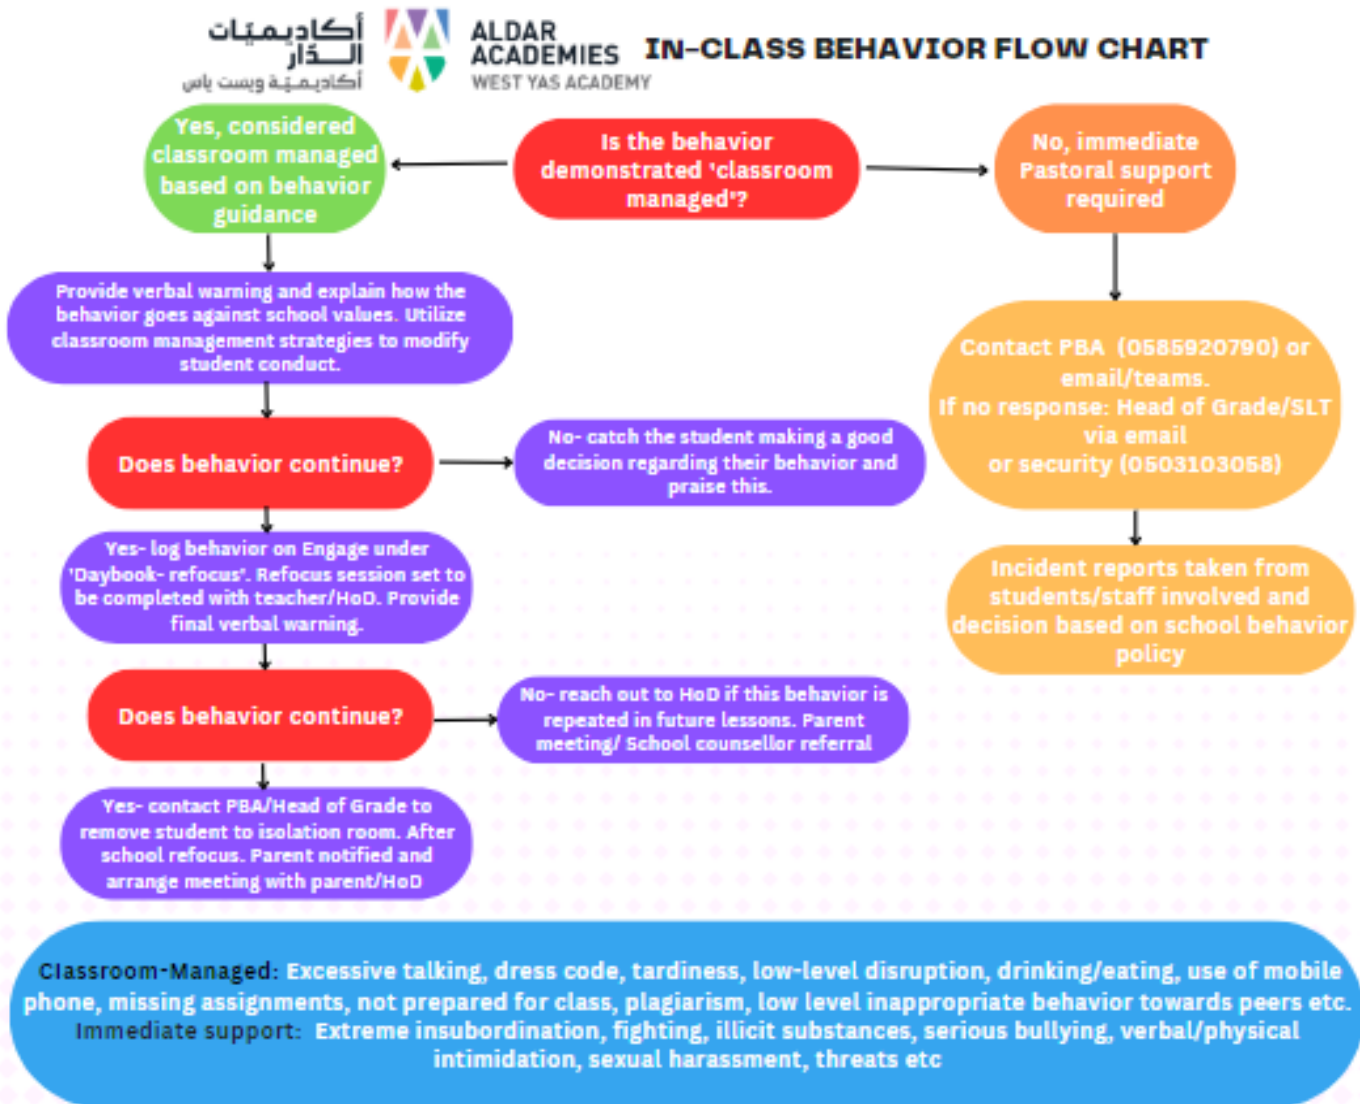 أكاديميّات
الــدّار
أكاديـمـيّـة ويست ياس
ALDAR
ACADEMIES
WEST YAS ACADEMY
IN-CLASS BEHAVIOR FLOW CHART
Yes, considered
classroom managed
based on behavior
guidance
Is the behavior
demonstrated 'classroom
managed'?
No, immediate
Pastoral support
required
Provide verbal warning and explain how the
behavior goes against school values. Utilize
classroom management strategies to modify
student conduct.
Contact PBA (0585920790) or
email/teams.
If no response: Head of Grade/SLT
via email
or security (0503103058)
Does behavior continue?
No- catch the student making a good
decision regarding their behavior and
praise this.
Yes- log behavior on Engage under
'Daybook- refocus'. Refocus session set to
be completed with teacher/HoD. Provide
final verbal warning.
Incident reports taken from
students/staff involved and
decision based on school behavior
policy
Does behavior continue?
No- reach out to HoD if this behavior is
repeated in future lessons. Parent
meeting/ School counsellor referral
Yes- contact PBA/Head of Grade to
remove student to isolation room. After
school refocus. Parent notified and
arrange meeting with parent/HoD
Classroom-Managed: Excessive talking, dress code, tardiness, low-level disruption, drinking/eating, use of mobile
phone, missing assignments, not prepared for class, plagiarism, low level inappropriate behavior towards peers etc.
Immediate support: Extreme insubordination, fighting, illicit substances, serious bullying, verbal/physical
intimidation, sexual harassment, threats etc